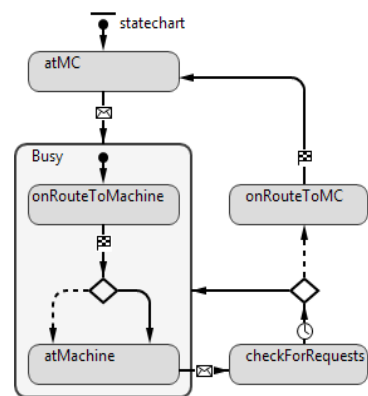 statechart
atMC
Busy
onRouteToMachine
onRouteToMC
atMachine
checkForRequests